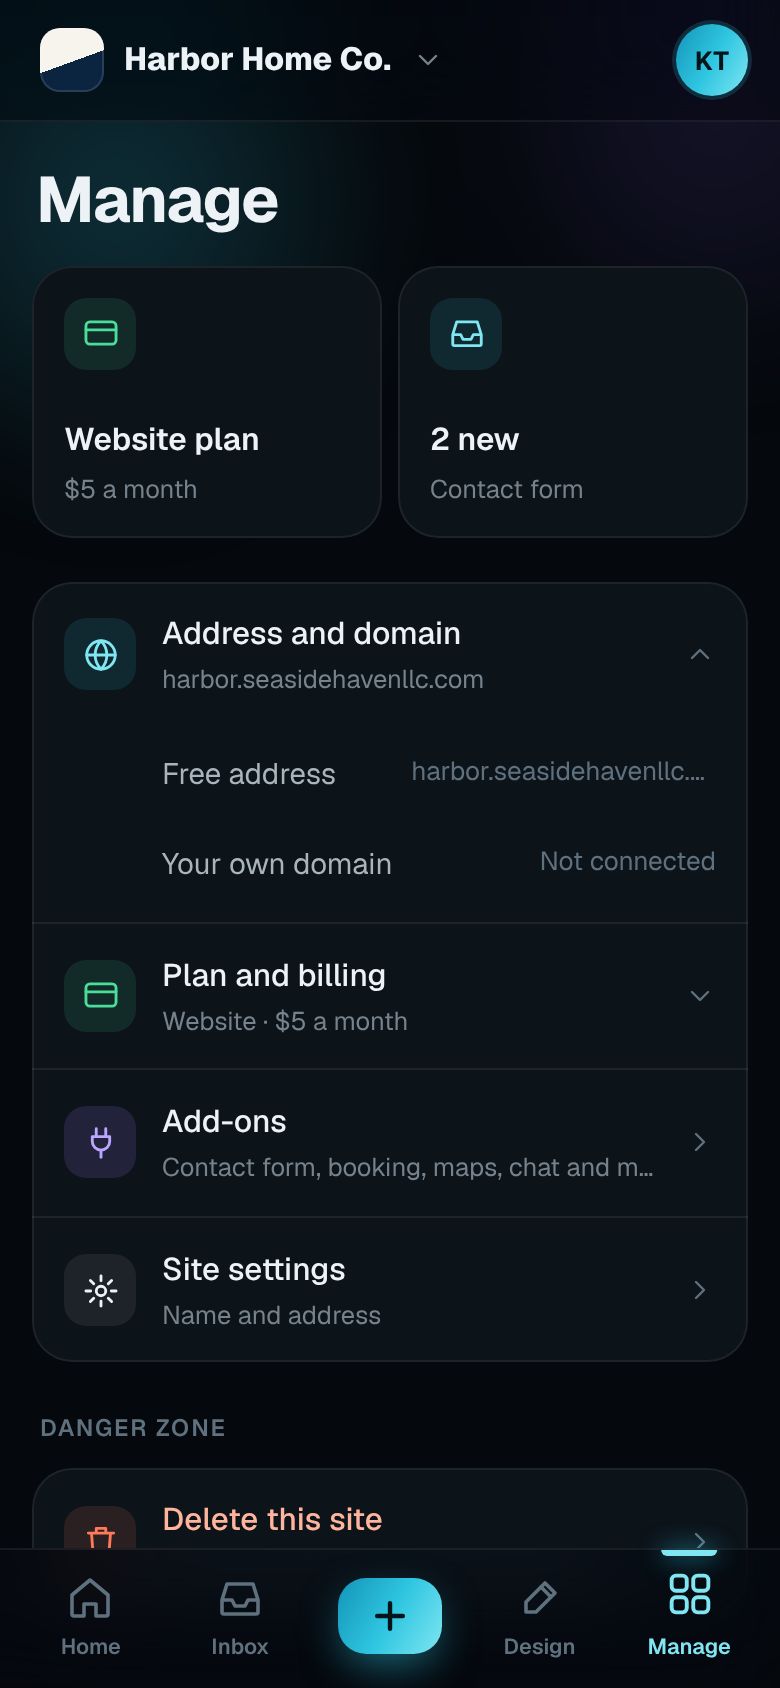 Harbor Home Co.
KT
Manage
Website plan
$5 a month
2 new
Contact form
Address and domain
harbor.seasidehavenllc.com
Free address
harbor.seasidehavenllc....
Your own domain
Not connected
Plan and billing
Website · $5 a month
Add-ons
Contact form, booking, maps, chat and m...
Site settings
Name and address
DANGER ZONE
Delete this site
Home
Inbox
Design
Manage